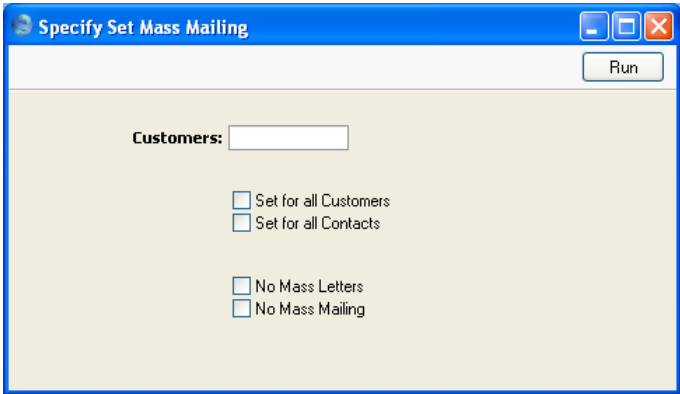 Specify Set Mass Mailing
Run
Customers:
Set for all Customers
Set for all Contacts
No Mass Letters
No Mass Mailing